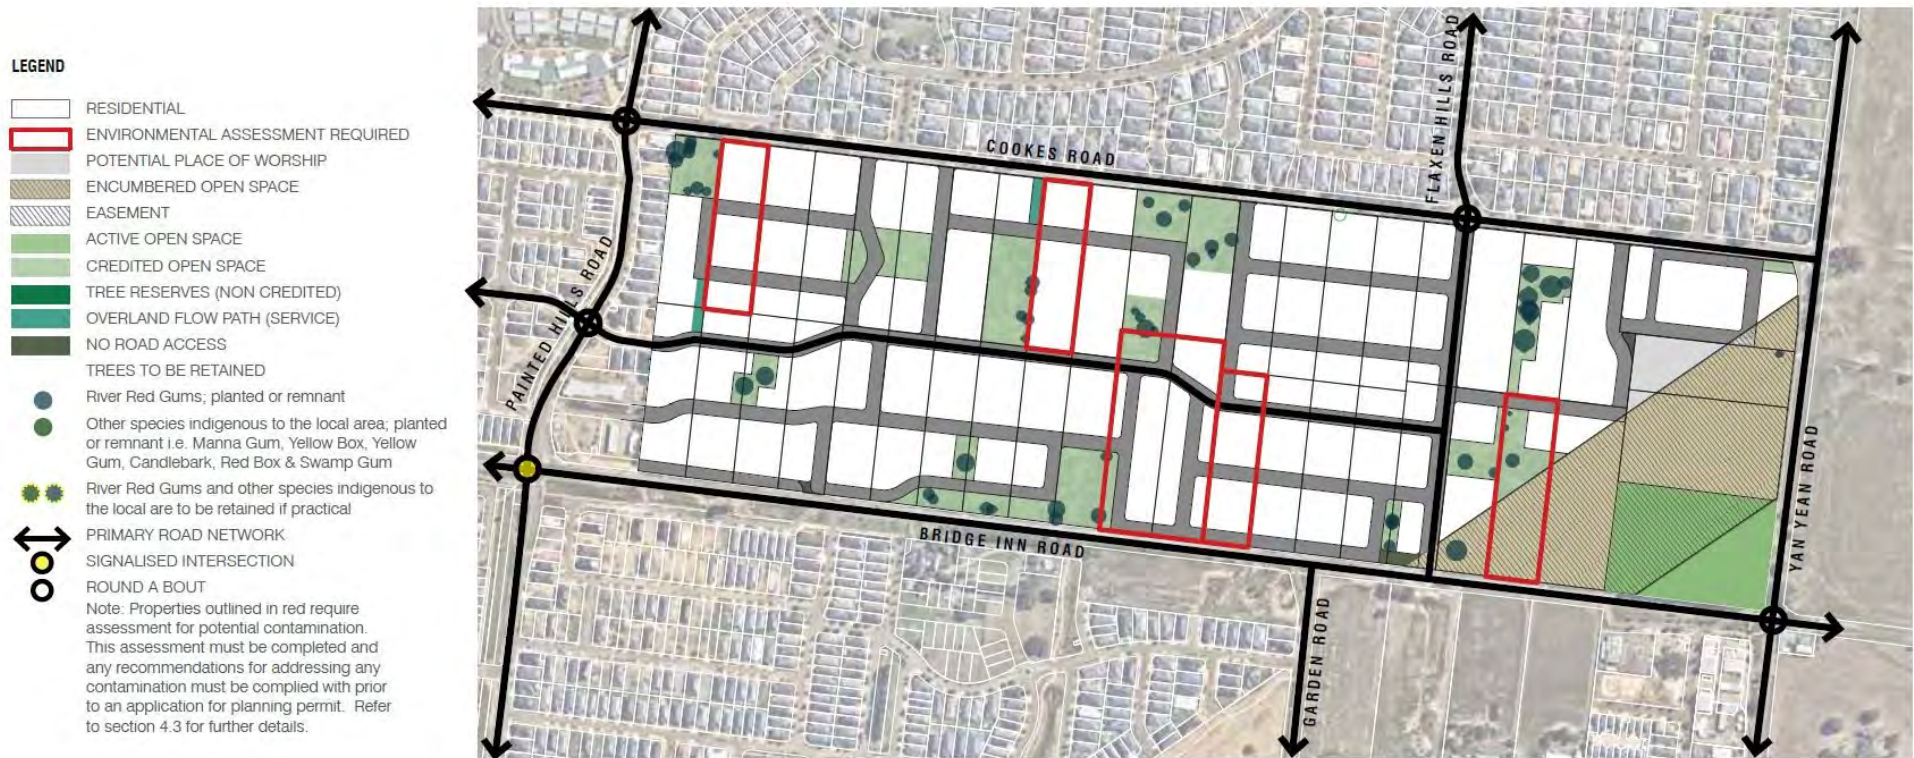 LEGEND
RESIDENTIAL
ENVIRONMENTAL ASSESSMENT REQUIRED
POTENTIAL PLACE OF WORSHIP
ENCUMBERED OPEN SPACE
EASEMENT
ACTIVE OPEN SPACE
CREDITED OPEN SPACE
TREE RESERVES (NON CREDITED)
OVERLAND FLOW PATH (SERVICE)
NO ROAD ACCESS
TREES TO BE RETAINED
River Red Gums; planted or remnant
Other species indigenous to the local area; planted
or remnant i.e. Manna Gum, Yellow Box, Yellow
Gum, Candlebark, Red Box & Swamp Gum
River Red Gums and other species indigenous to
the local are to be retained if practical
PRIMARY ROAD NETWORK
SIGNALISED INTERSECTION
ROUND A BOUT
Note: Properties outlined in red require
assessment for potential contamination.
This assessment must be completed and
any recommendations for addressing any
contamination must be complied with prior
to an application for planning permit.  Refer
to section 4.3 for further details.
COOKES ROAD
FLAXEN HILLS ROAD
PAINTED HILLS ROAD
BRIDGE INN ROAD
GARDEN ROAD
YAN YEAN ROAD